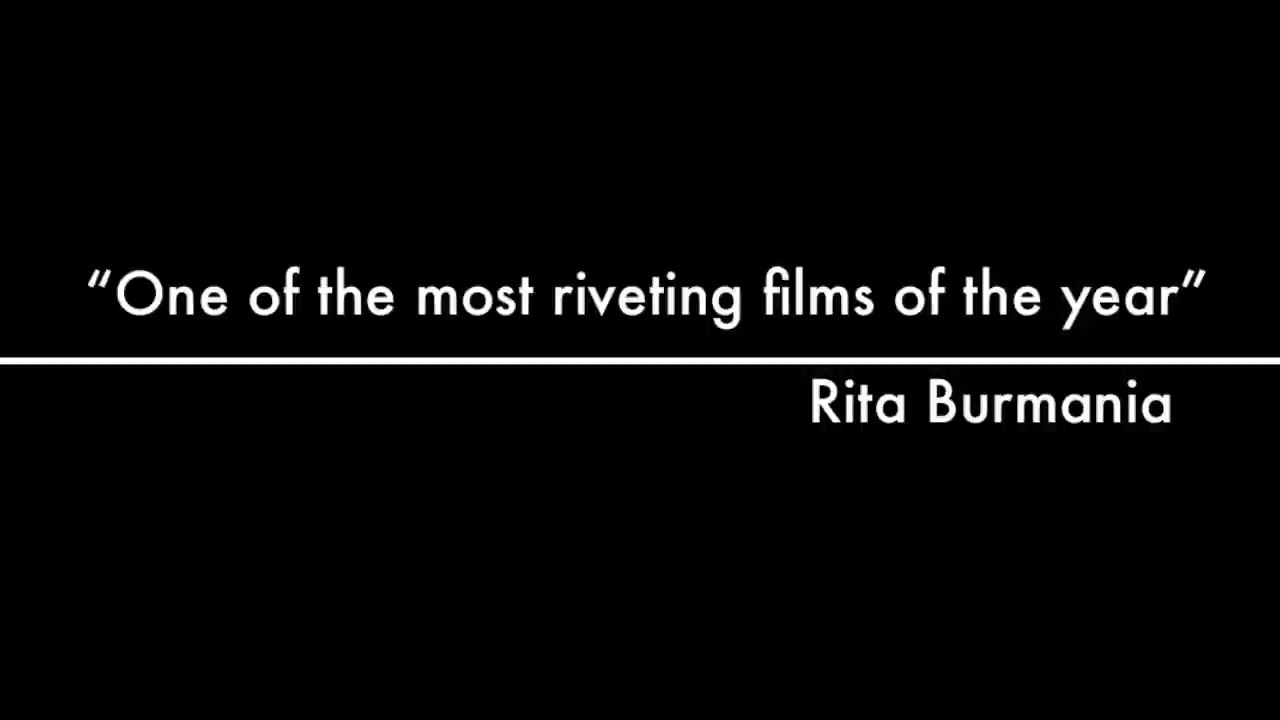 “One of the most riveting films of the year”
Rita Burmania